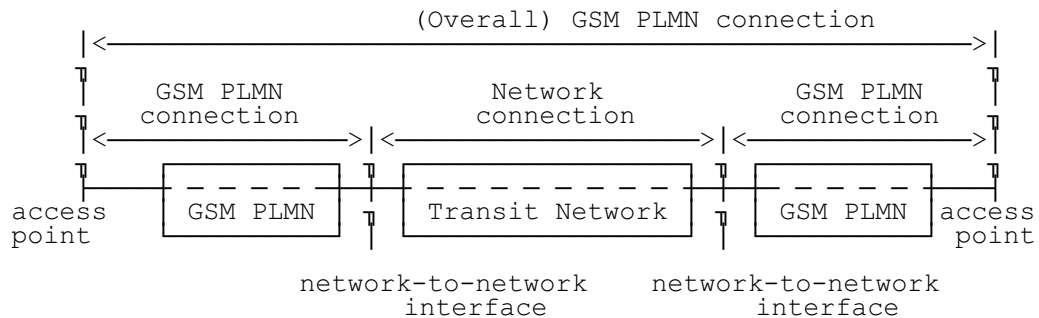 (Overall) GSM PLMN connection
GSM PLMN Network GSM PLMN
connection connection connection
GSM PLMN Transit Network GSM PLMN
access access
point point
network-to-network network-to-network
interface interface